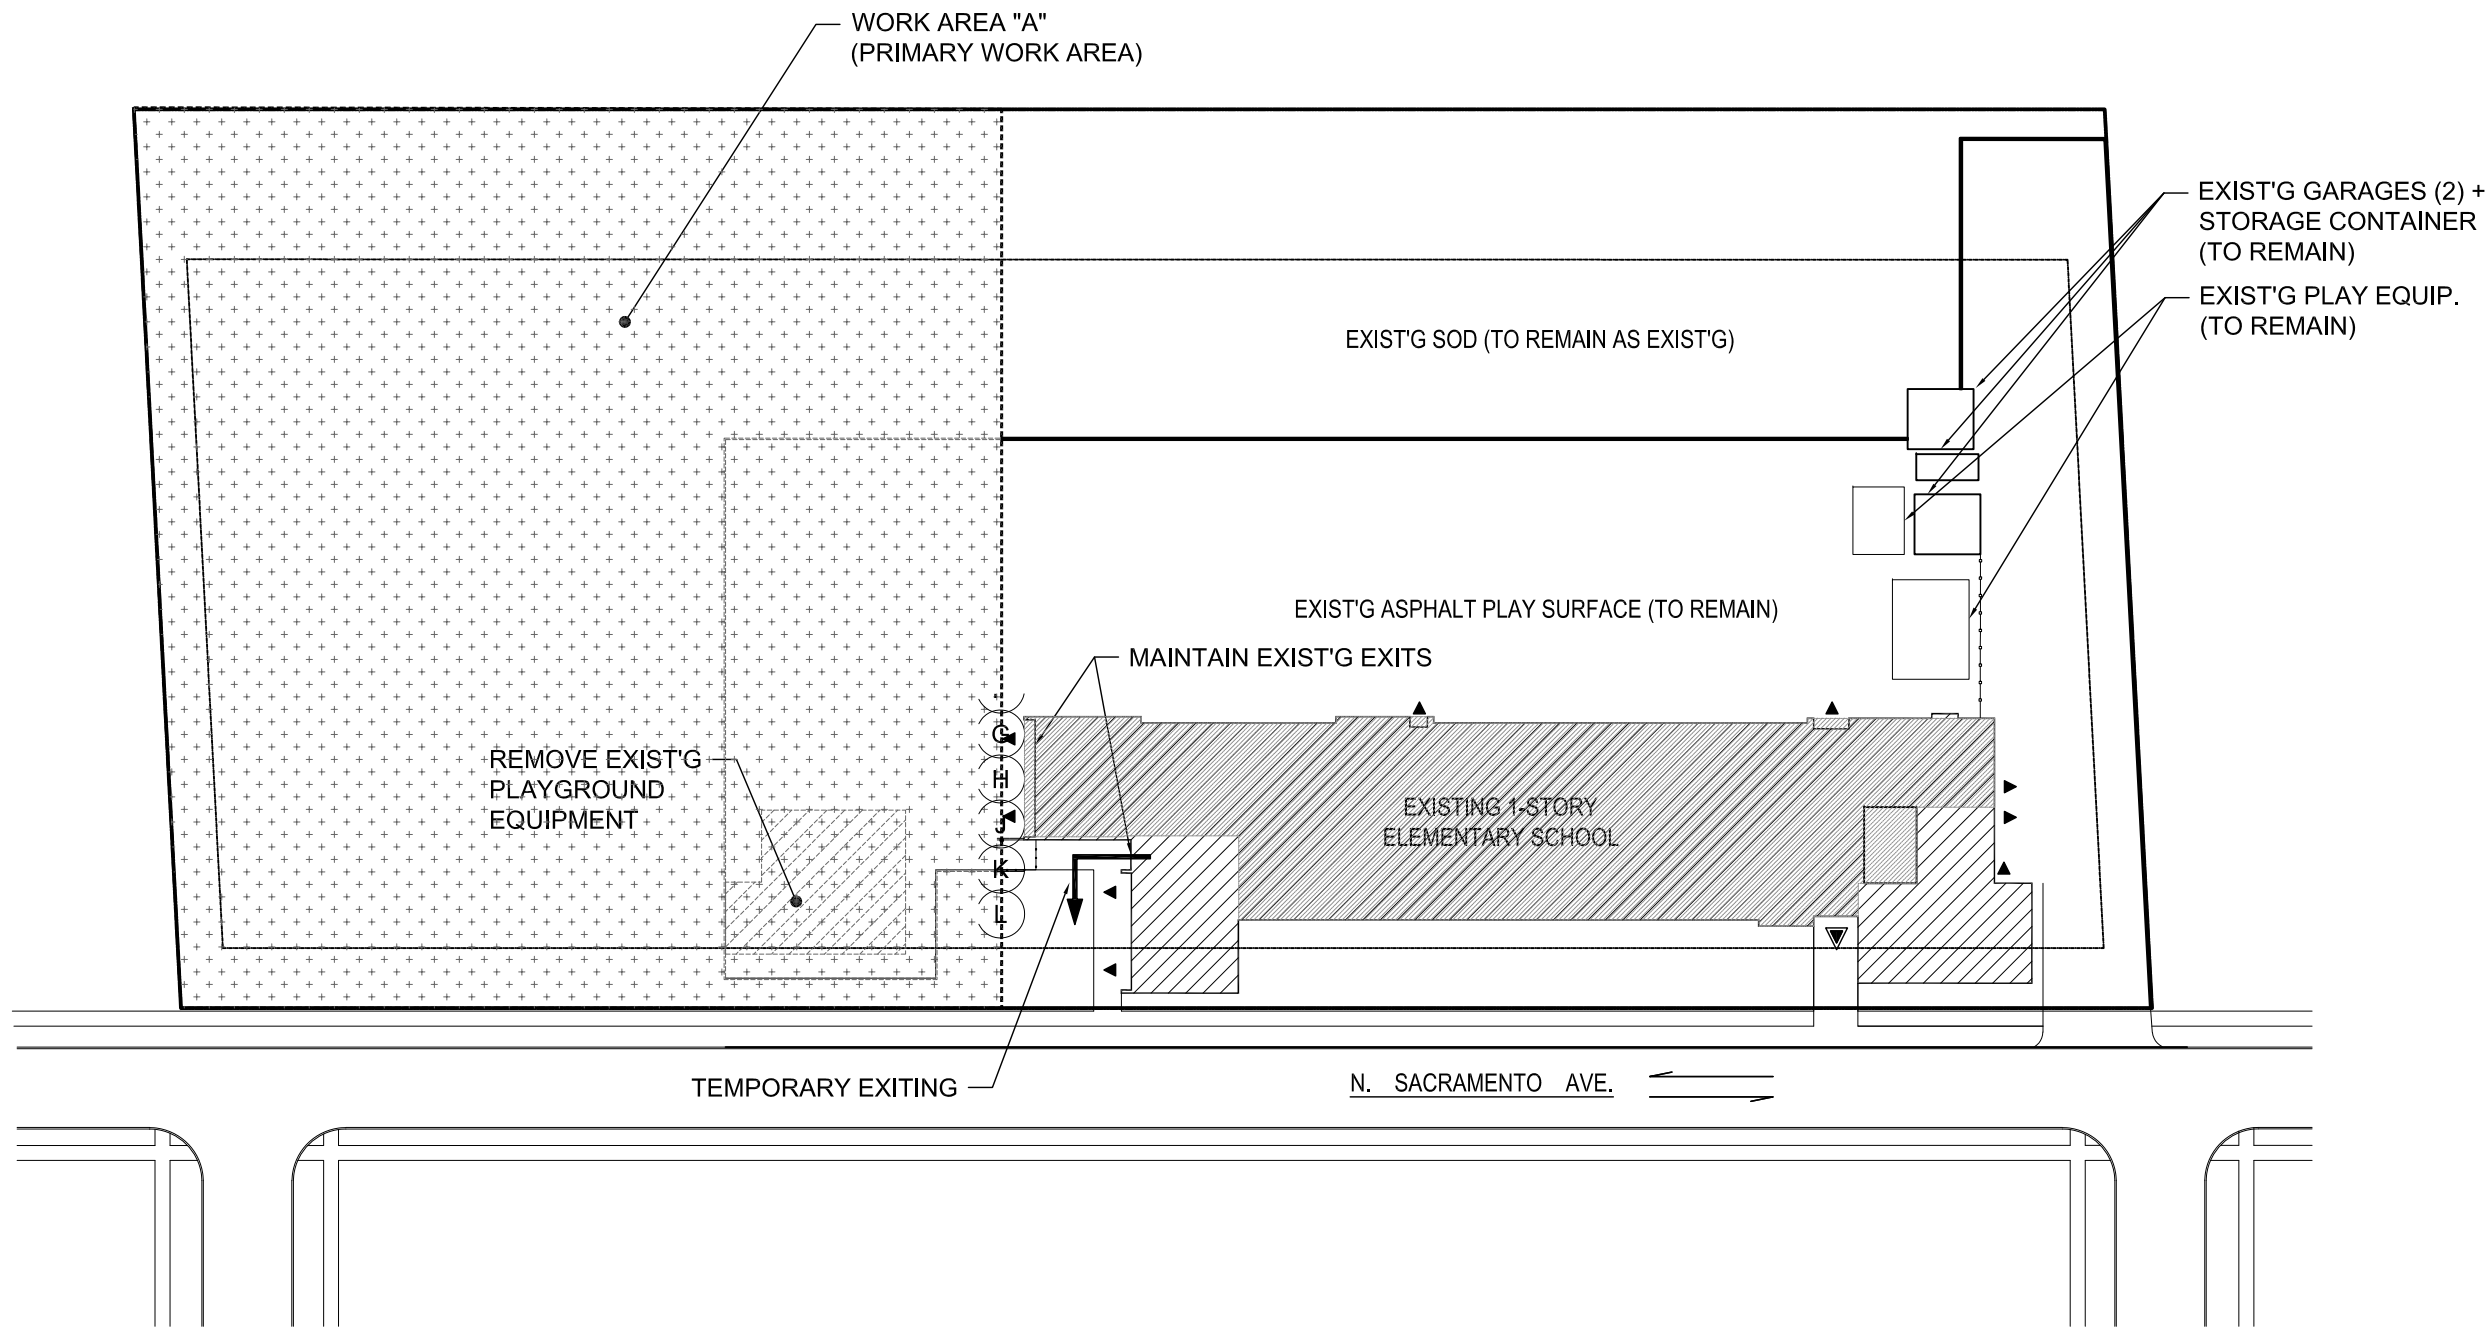 WORK AREA "A"
(PRIMARY WORK AREA)
EXIST'G GARAGES (2) +
STORAGE CONTAINER
(TO REMAIN)
EXIST'G PLAY EQUIP.
(TO REMAIN)
EXIST'G SOD (TO REMAIN AS EXIST'G)
EXIST'G ASPHALT PLAY SURFACE (TO REMAIN)
MAINTAIN EXIST'G EXITS
G
H
J
K
L
REMOVE EXIST'G
PLAYGROUND
EQUIPMENT
EXISTING 1-STORY
ELEMENTARY SCHOOL
TEMPORARY EXITING
N. SACRAMENTO AVE.